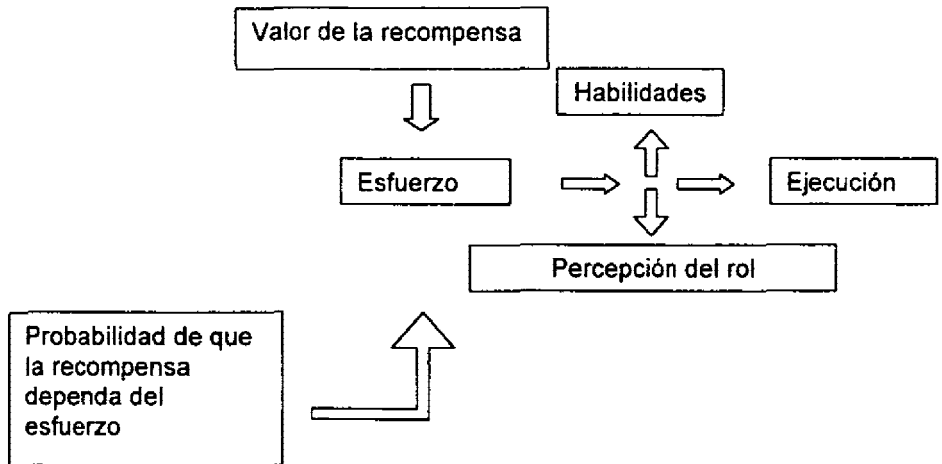 Valor de la recompensa
Habilidades
Esfuerzo
Ejecución
Percepción del rol
Probabilidad de que
la recompensa
dependa del
esfuerzo